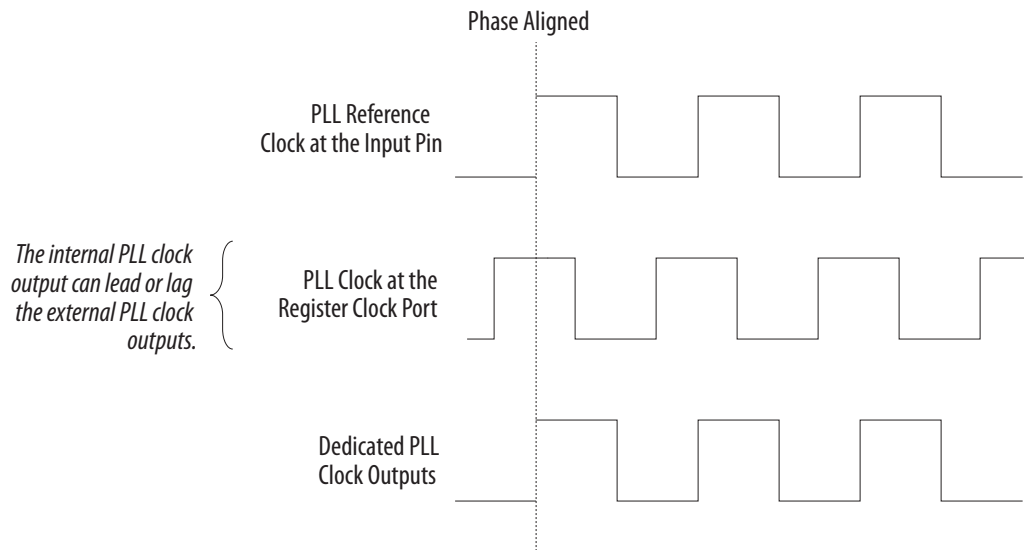 Phase Aligned
PLL Reference
Clock at the Input Pin
The internal PLL clock
output can lead or lag
the external PLL clock
outputs.
PLL Clock at the
Register Clock Port
Dedicated PLL
Clock Outputs